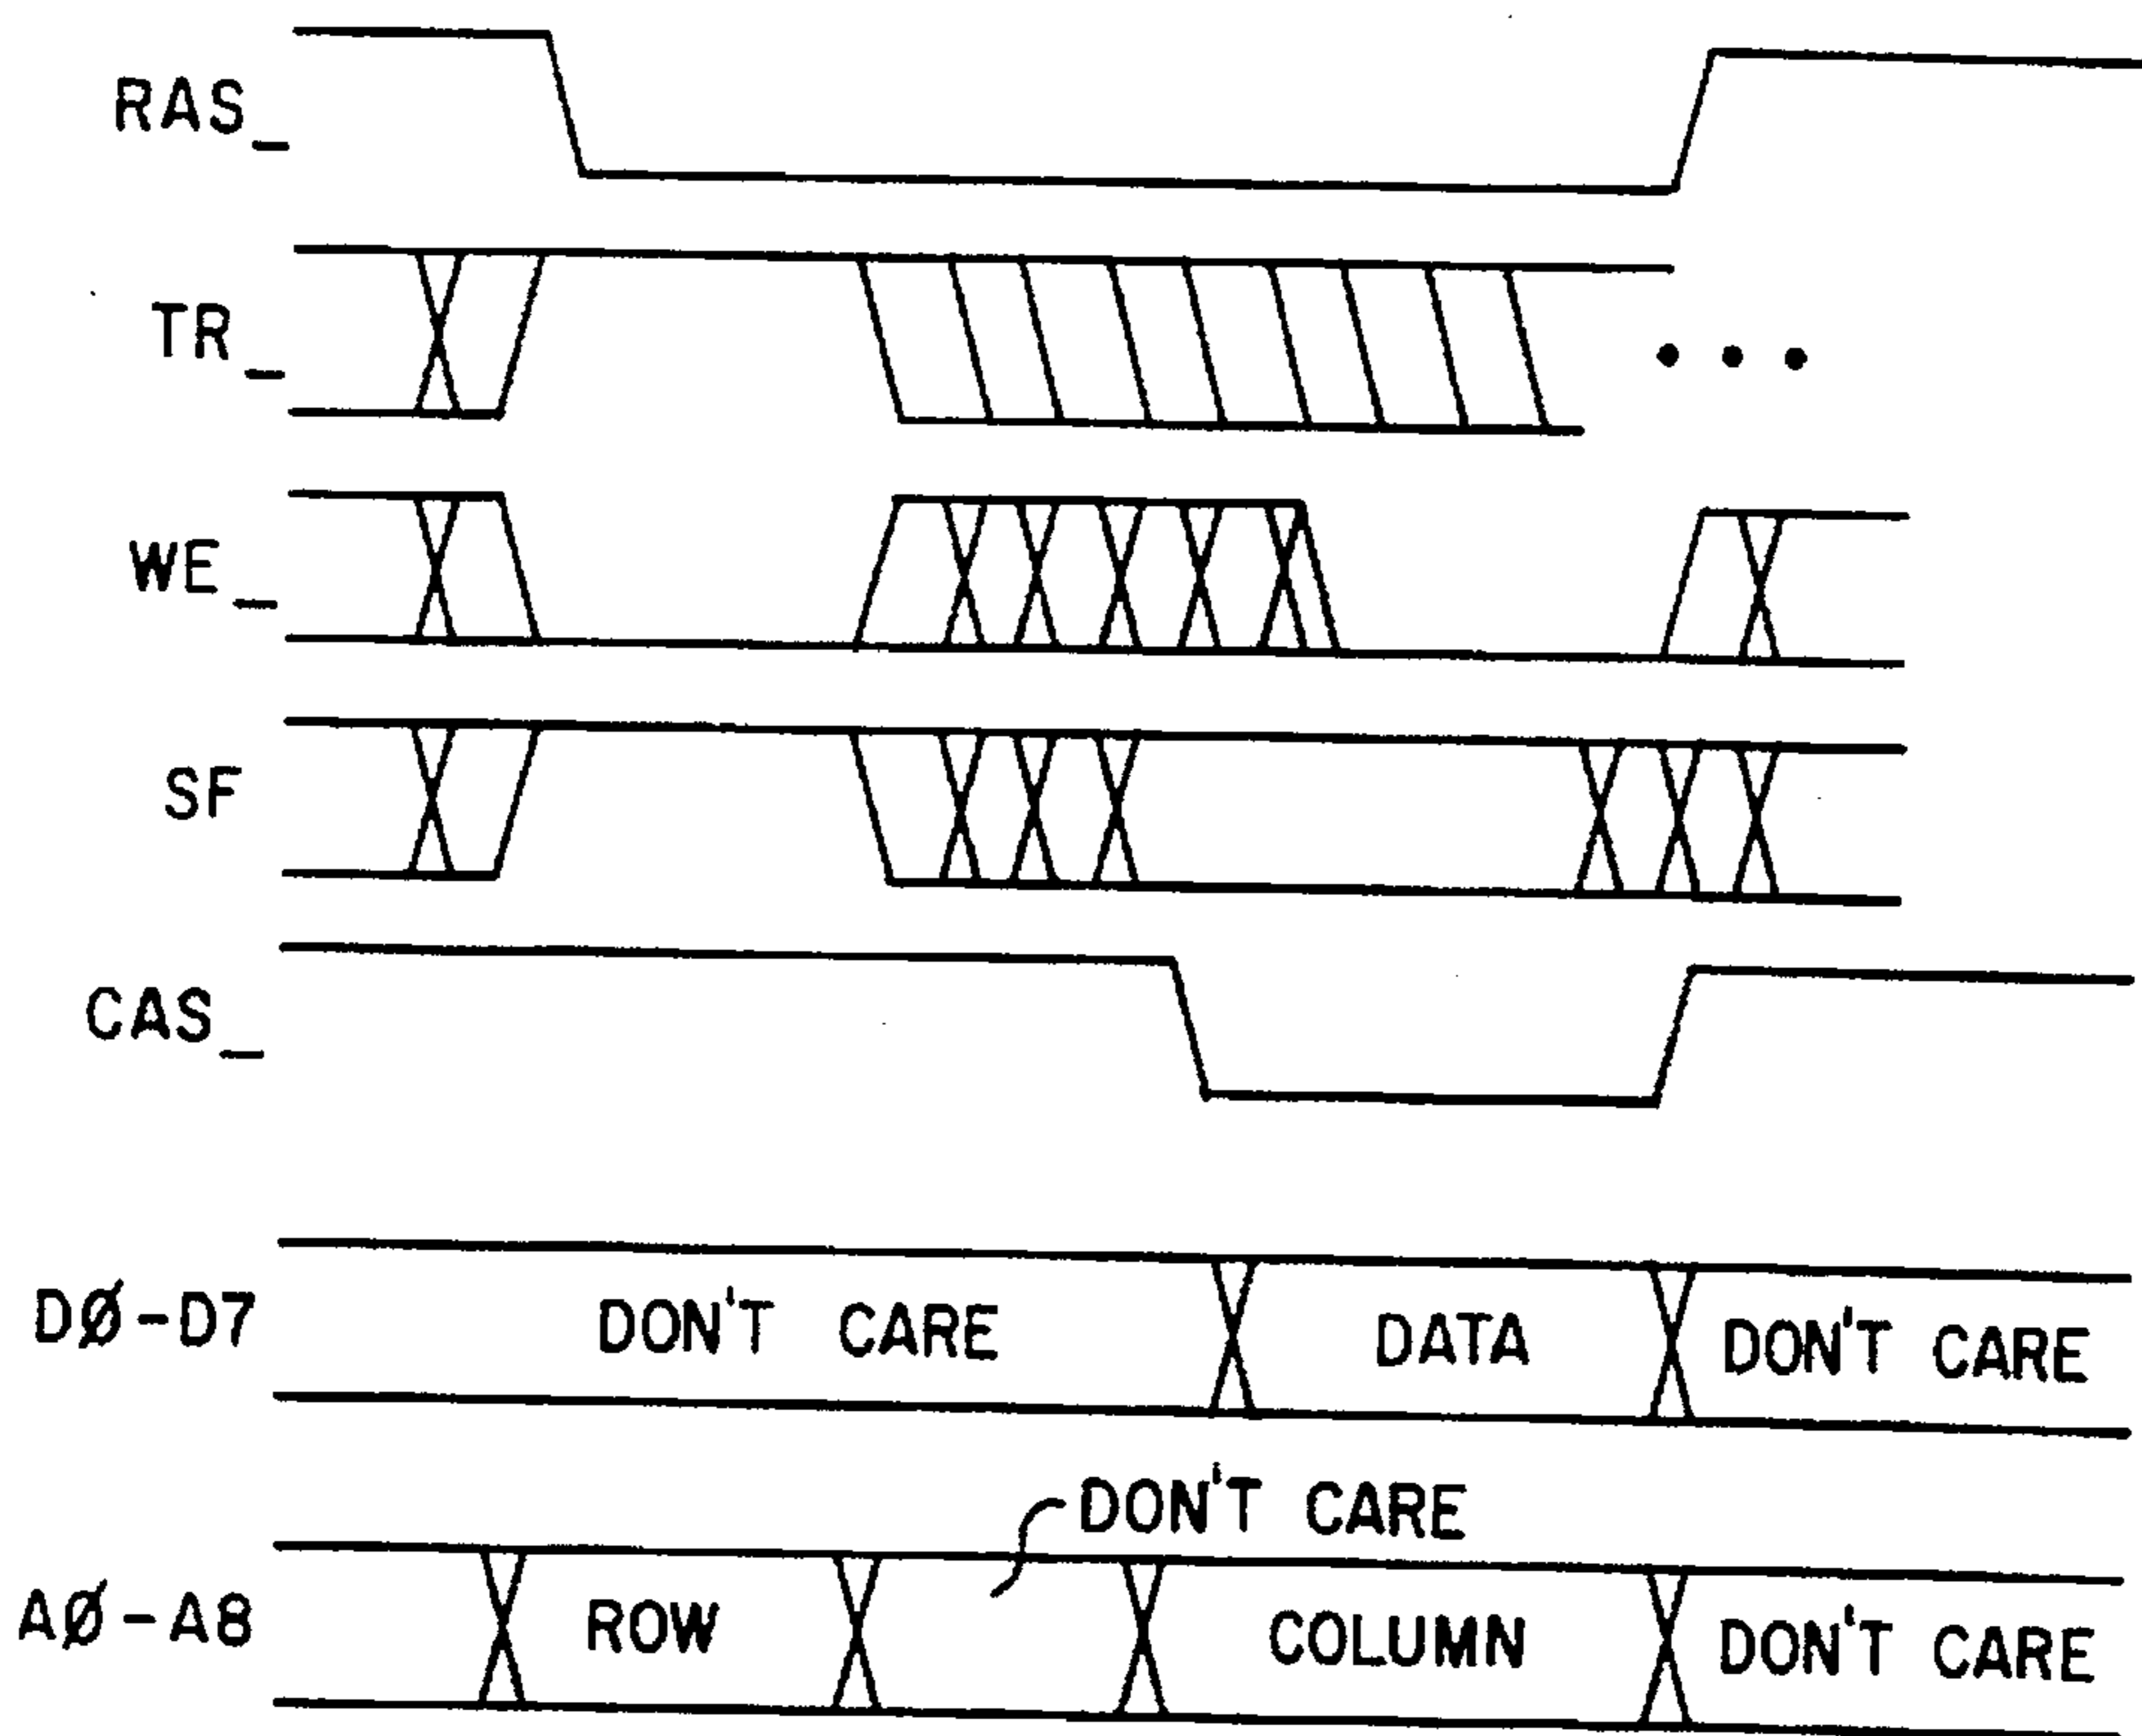 RAS_
TR_
• • •
WE_
SF
CAS_
DØ-D7
DON'T CARE
DATA
DON'T CARE
DON'T CARE
AØ-A8
ROW
COLUMN
DON'T CARE